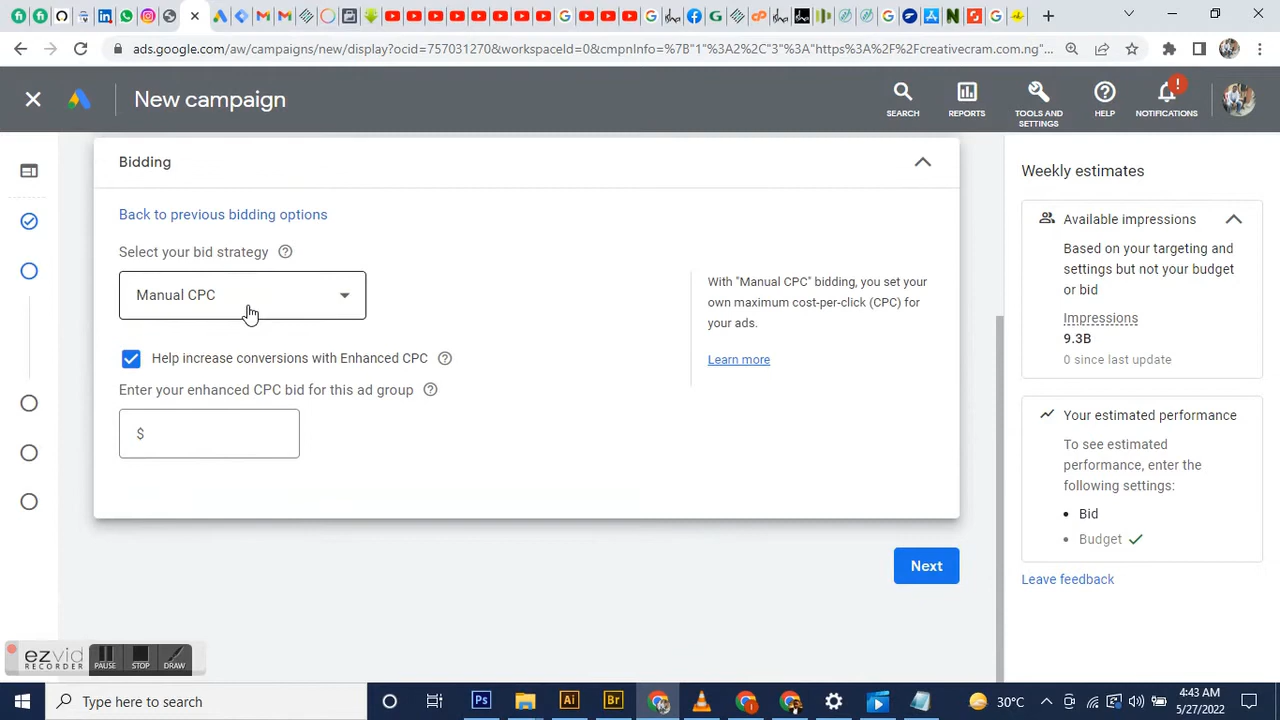 ads.google.com/aw/campaigns/new/display?ocid=757031270&workspaceId=0&cmpnInfo=%7B"1"%3A2%2C"3"%3A"https%3A%2F%2Fcreativecram.com.ng"...
New campaign
SEARCH
REPORTS
TOOLS AND
SETTINGS
HELP
!
NOTIFICATIONS
Bidding
Back to previous bidding options
Select your bid strategy
Manual CPC
Help increase conversions with Enhanced CPC
Enter your enhanced CPC bid for this ad group
$
With "Manual CPC" bidding, you set your
own maximum cost-per-click (CPC) for
your ads.
Learn more
Next
Weekly estimates
Available impressions
Based on your targeting and
settings but not your budget
or bid
Impressions
9.3B
0 since last update
Your estimated performance
To see estimated
performance, enter the
following settings:
• Bid
• Budget
Leave feedback
ezvid
RECORDER
PAUSE
STOP
DRAW
Type here to search
Ps
Ai
Br
30°C
4:43 AM
5/27/2022